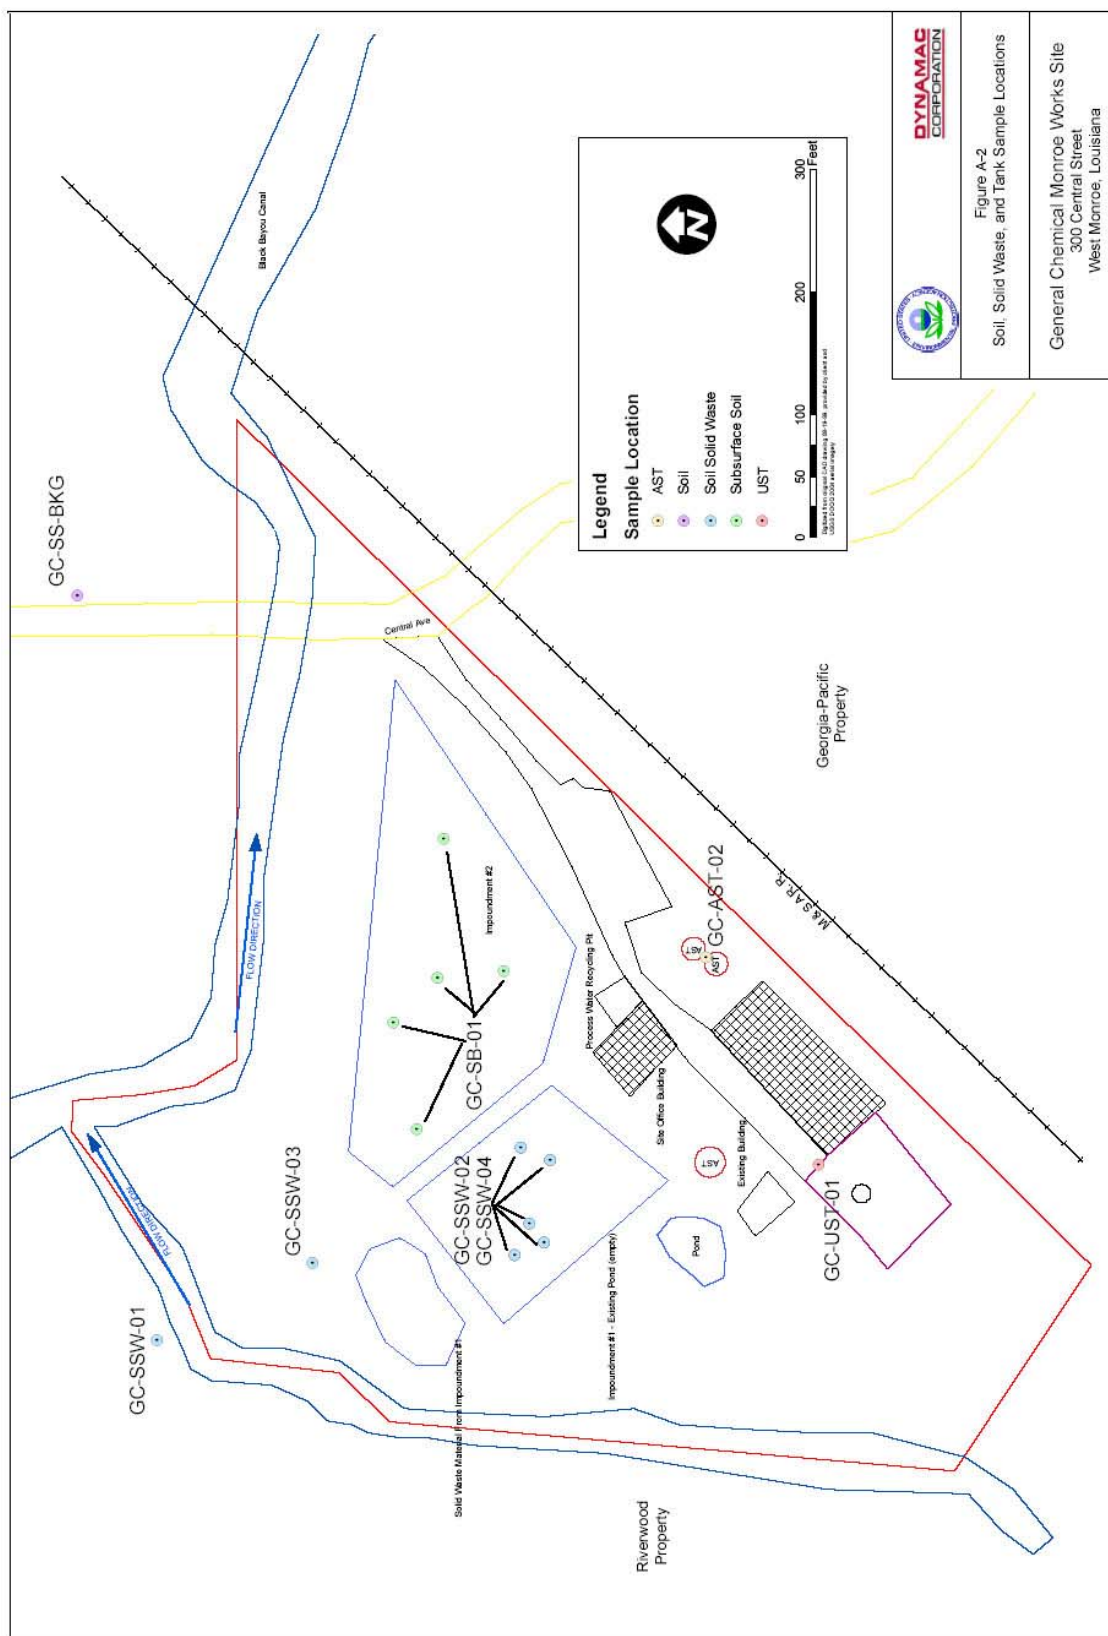 GC-SS-BKG
Black Bayou Canal
Central Ave
FLOW DIRECTION
FLOW DIRECTION
GC-SSW-01
GC-SSW-03
GC-SSW-02
GC-SSW-04
GC-SB-01
Impoundment #2
Process Water Recycling Pit
Site Office Building
Existing Building
AST
AST
AST
GC-AST-02
GC-UST-01
Pond
Solid Waste Material From Impoundment #1
Impoundment #1 - Existing Pond (empty)
Riverwood
Property
Georgia-Pacific
Property
M&SA R. R.
Legend
Sample Location
AST
Soil
Soil Solid Waste
Subsurface Soil
UST
N
0 50 100 200 300
Feet
DYNAMAC
CORPORATION
Figure A-2
Soil, Solid Waste, and Tank Sample Locations
General Chemical Monroe Works Site
300 Central Street
West Monroe, Louisiana